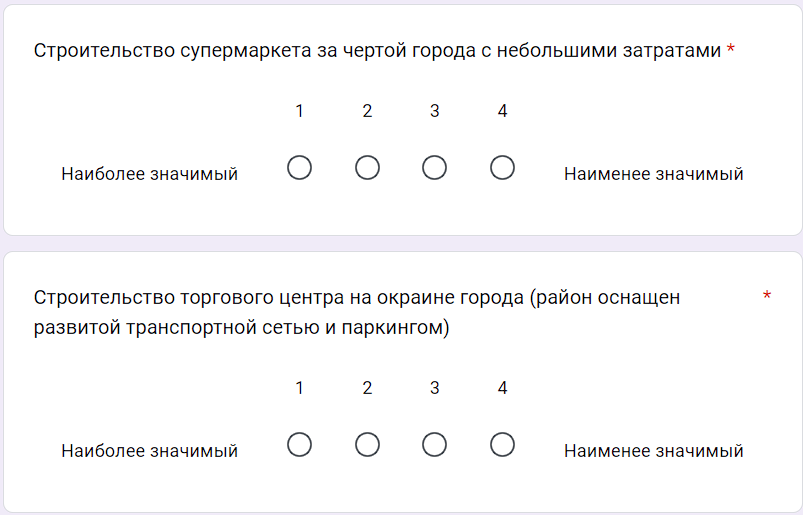 Строительство супермаркета за чертой города с небольшими затратами *
1 2 3 4
Наиболее значимый Наименее значимый
Строительство торгового центра на окраине города (район оснащен *
развитой транспортной сетью и паркингом)
1 2 3 4
Наиболее значимый Наименее значимый